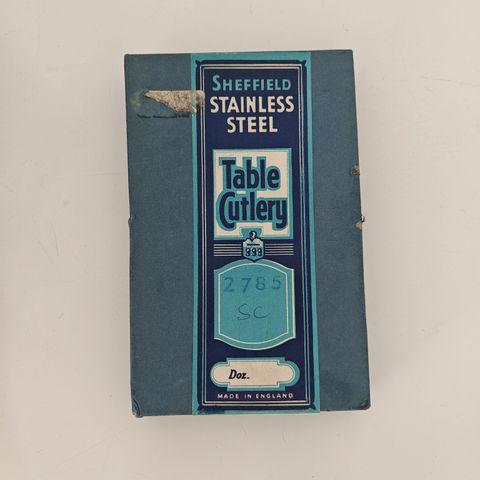 SHEFFIELD
STAINLESS
STEEL
Table
Cutlery
2785
SC
Doz.
MADE IN ENGLAND